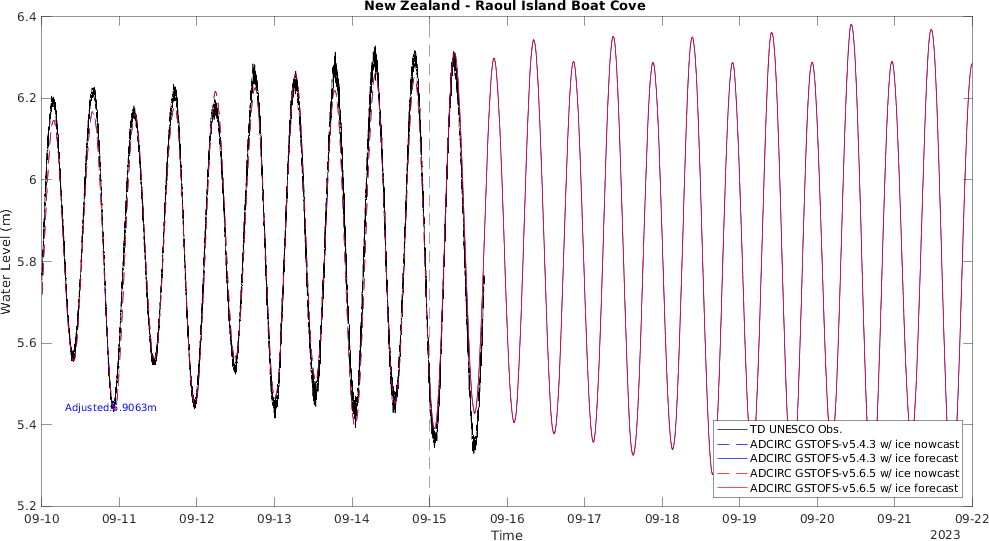 New Zealand - Raoul Island Boat Cove
6.4
6.2
6
5.8
5.6
5.4
5.2
Water Level (m)
Adjusted:5.9063m
TD UNESCO Obs.
ADCIRC GSTOFS-v5.4.3 w/ ice nowcast
ADCIRC GSTOFS-v5.4.3 w/ ice forecast
ADCIRC GSTOFS-v5.6.5 w/ ice nowcast
ADCIRC GSTOFS-v5.6.5 w/ ice forecast
09-10 09-11 09-12 09-13 09-14 09-15 09-16 09-17 09-18 09-19 09-20 09-21 09-22
Time
2023